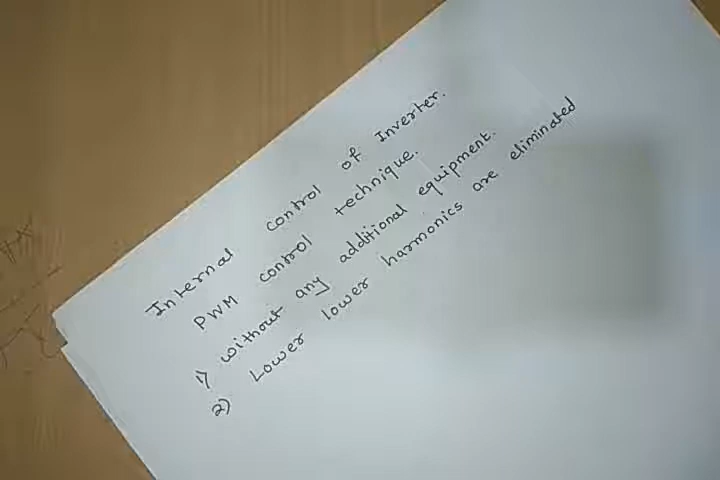 Internal control of Inverter.
PWM control technique.
1) without any additional equipment.
2) Lower lower harmonics are eliminated